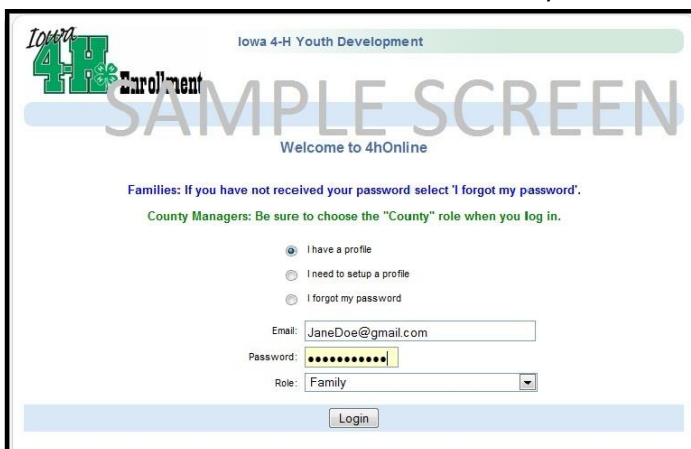 Iowa
4-H
Enrollment
Iowa 4-H Youth Development
SAMPLE SCREEN
Welcome to 4hOnline
Families: If you have not received your password select 'I forgot my password'.
County Managers: Be sure to choose the "County" role when you log in.
I have a profile
I need to setup a profile
I forgot my password
Email: JaneDoe@gmail.com
Password: ●●●●●●●●●●●
Role: Family
Login